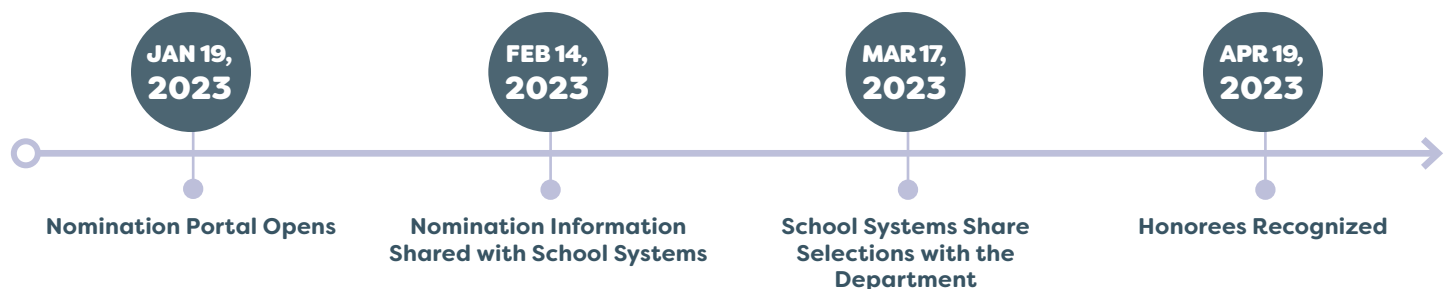 JAN 19,
2023
FEB 14,
2023
MAR 17,
2023
APR 19,
2023
Nomination Portal Opens
Nomination Information
Shared with School Systems
School Systems Share
Selections with the
Department
Honorees Recognized